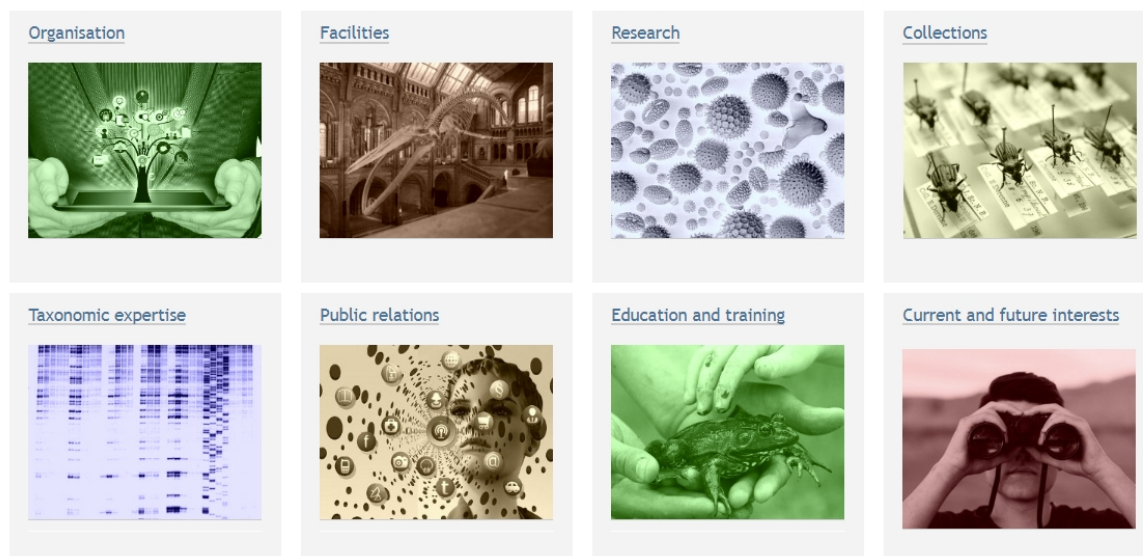 Organisation
Facilities
Research
Collections
Taxonomic expertise
Public relations
Education and training
Current and future interests